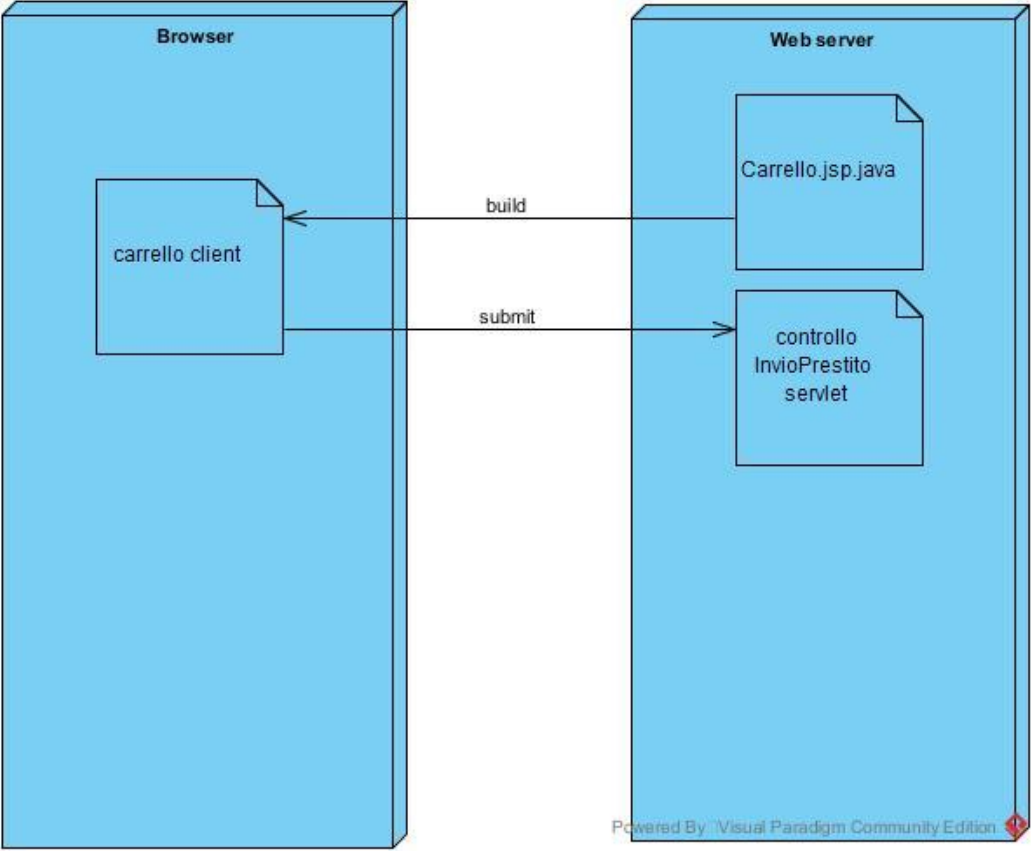 Browser
Web server
Carrello.jsp.java
build
carrello client
submit
controllo
InvioPrestito
servlet
Powered By Visual Paradigm Community Edition